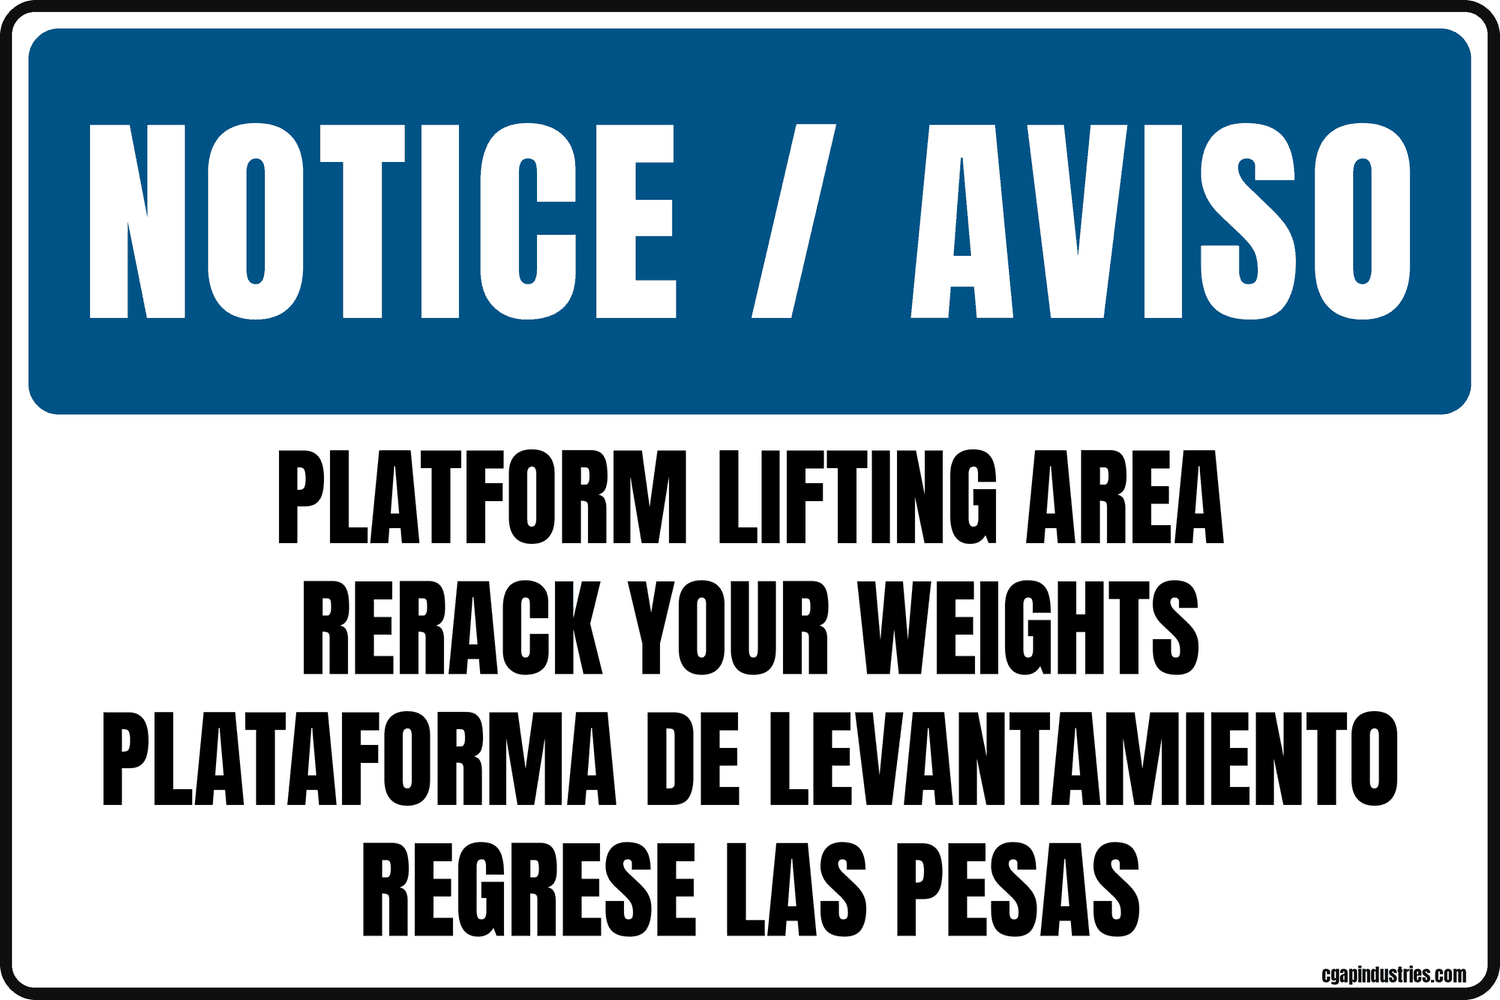 NOTICE / AVISO
PLATFORM LIFTING AREA
RERACK YOUR WEIGHTS
PLATAFORMA DE LEVANTAMIENTO
REGRESE LAS PESAS
cgapindustries.com